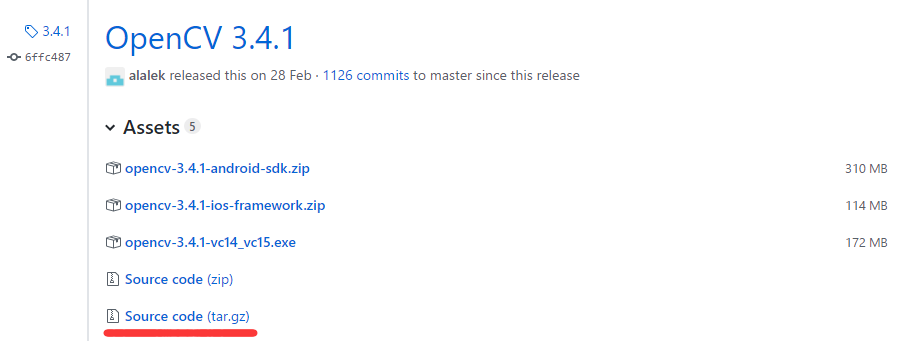 3.4.1
6ffc487
OpenCV 3.4.1
alalek released this on 28 Feb · 1126 commits to master since this release
Assets 5
opencv-3.4.1-android-sdk.zip 310 MB
opencv-3.4.1-ios-framework.zip 114 MB
opencv-3.4.1-vc14_vc15.exe 172 MB
Source code (zip)
Source code (tar.gz)